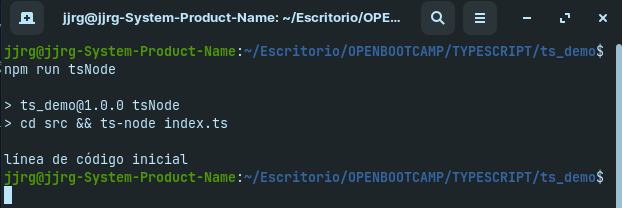 jjrg@jjrg-System-Product-Name: ~/Escritorio/OPE...
jjrg@jjrg-System-Product-Name:~/Escritorio/OPENBOOTCAMP/TYPESCRIPT/ts_demo$
npm run tsNode
> ts_demo@1.0.0 tsNode
> cd src && ts-node index.ts
línea de código inicial
jjrg@jjrg-System-Product-Name:~/Escritorio/OPENBOOTCAMP/TYPESCRIPT/ts_demo$